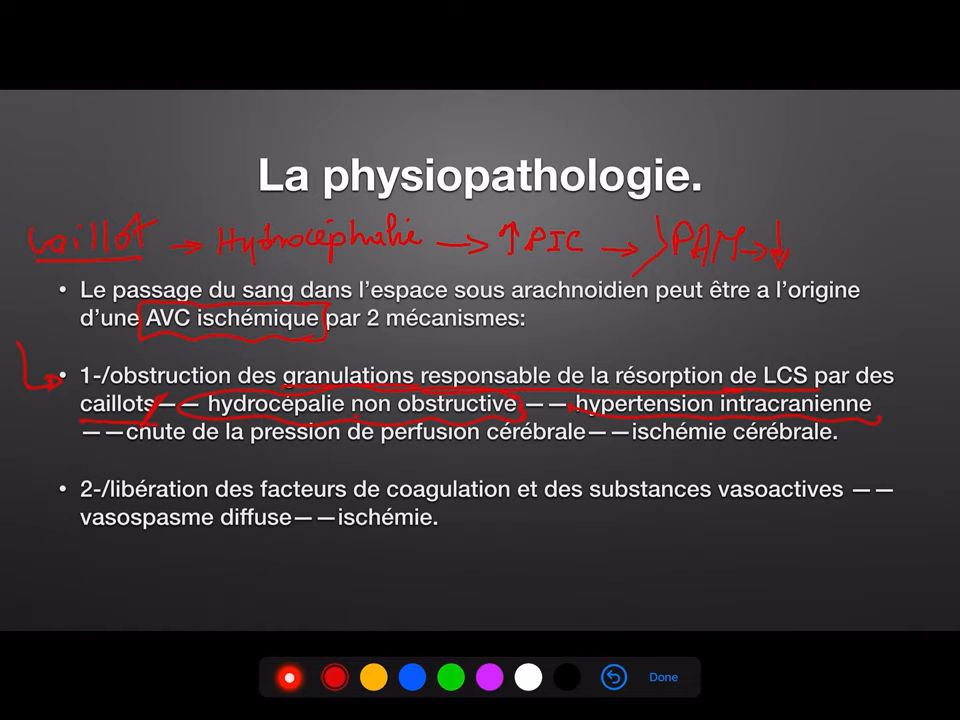 La physiopathologie.
Caillot → Hydrocéphalie → ↑ PIC → > PAM → ↓
• Le passage du sang dans l'espace sous arachnoidien peut être a l'origine
d'une AVC ischémique par 2 mécanismes:
• 1-/obstruction des granulations responsable de la résorption de LCS par des
caillots—— hydrocépalie non obstructive —— hypertension intracranienne
——chute de la pression de perfusion cérébrale——ischémie cérébrale.
• 2-/libération des facteurs de coagulation et des substances vasoactives ——
vasospasme diffuse——ischémie.
Done